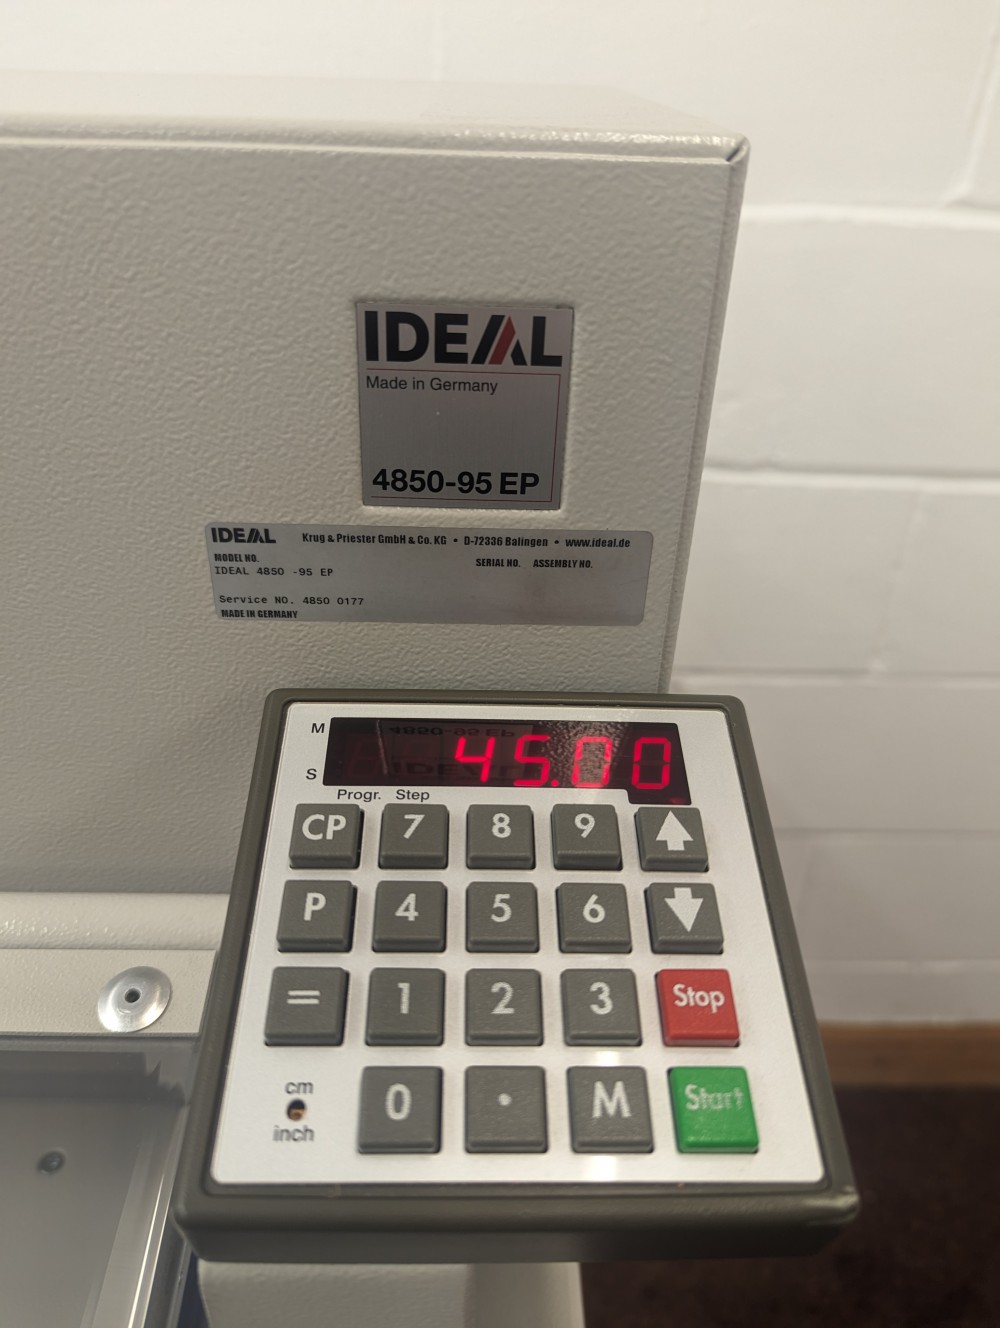 IDEAL
Made in Germany
4850-95 EP
IDEAL Krug & Priester GmbH & Co. KG • D-72336 Balingen • www.ideal.de
MODEL NO. SERIAL NO. ASSEMBLY NO.
IDEAL 4850 -95 EP
Service NO. 4850 0177
MADE IN GERMANY
M 45.00
S
Progr. Step
CP 7 8 9
P 4 5 6
= 1 2 3 Stop
cm
0 . M Start
inch